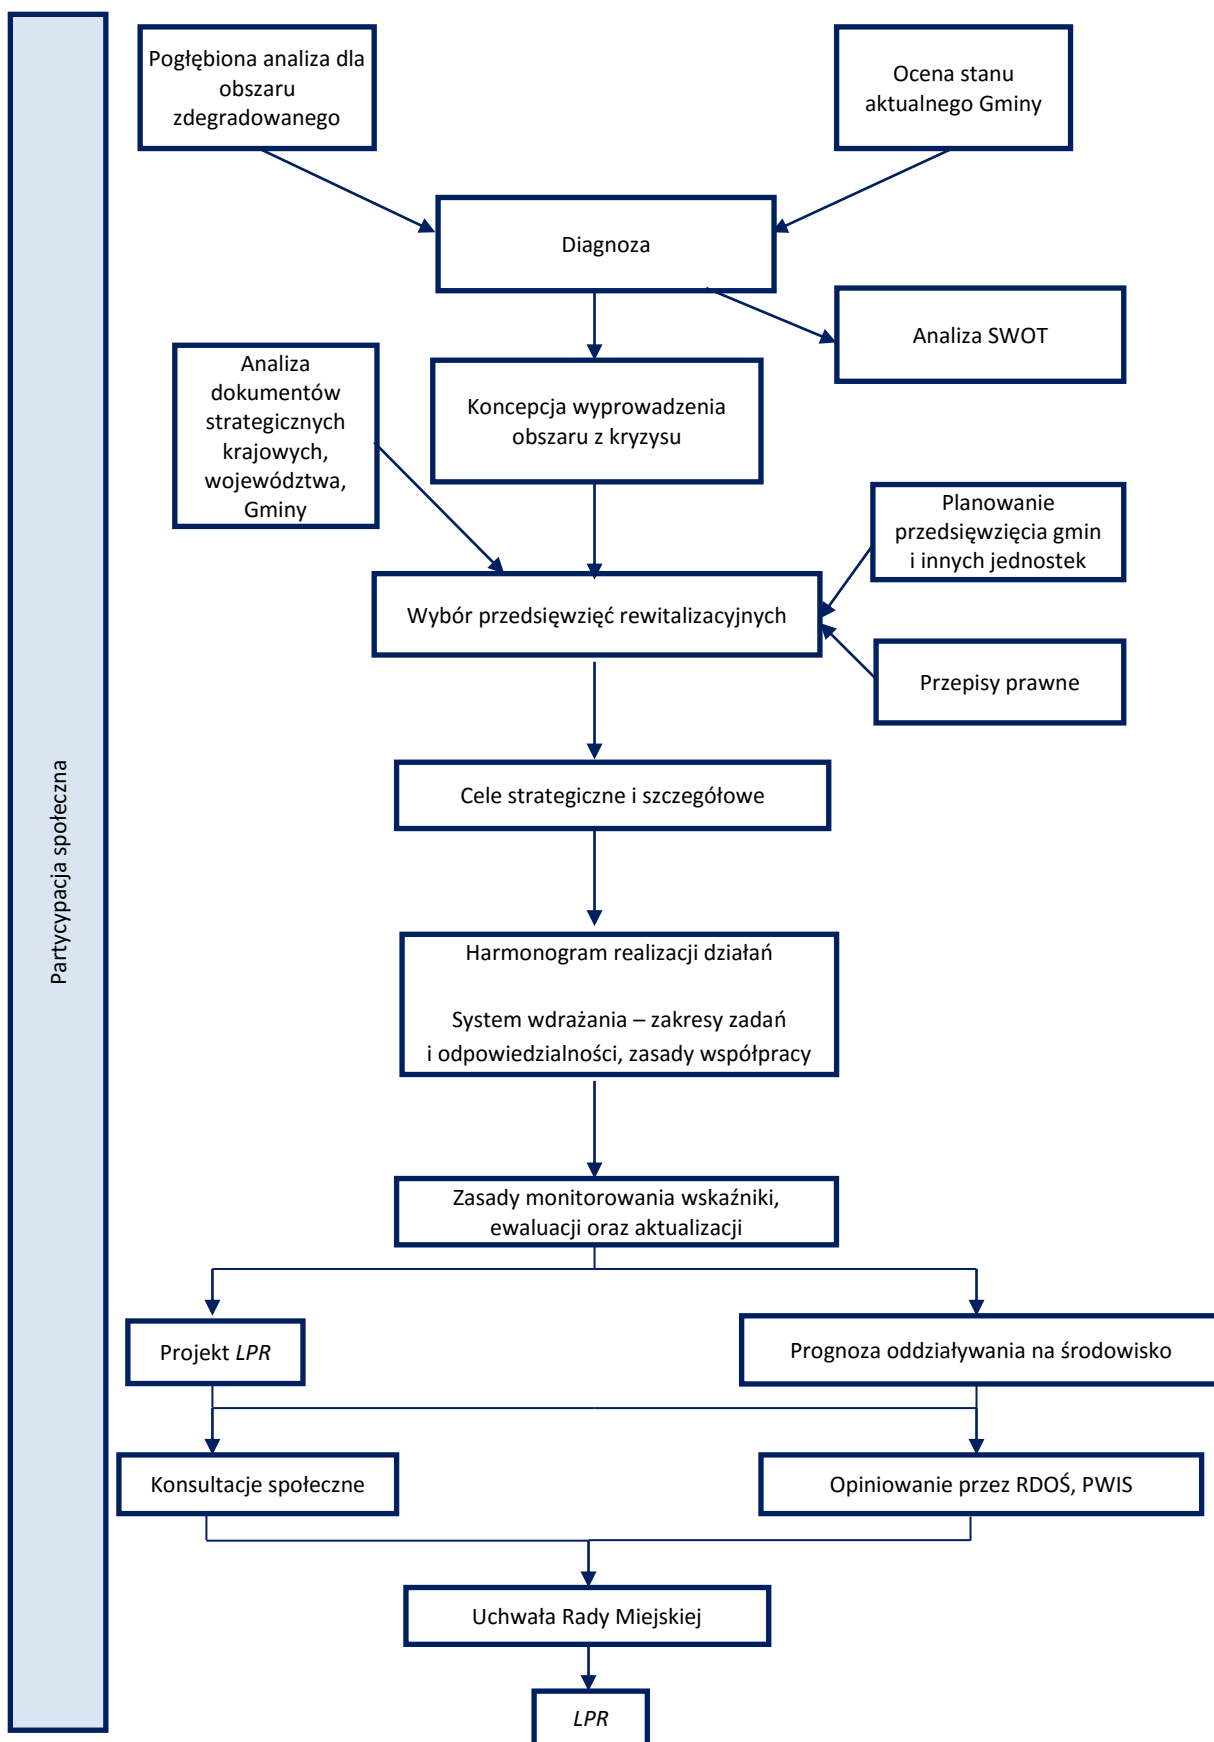 Pogłębiona analiza dla
obszaru
zdegradowanego
Ocena stanu
aktualnego Gminy
Diagnoza
Analiza SWOT
Analiza
dokumentów
strategicznych
krajowych,
województwa,
Gminy
Koncepcja wyprowadzenia
obszaru z kryzysu
Planowanie
przedsięwzięcia gmin
i innych jednostek
Wybór przedsięwzięć rewitalizacyjnych
Przepisy prawne
Partycypacja społeczna
Cele strategiczne i szczegółowe
Harmonogram realizacji działań
System wdrażania – zakresy zadań
i odpowiedzialności, zasady współpracy
Zasady monitorowania wskaźniki,
ewaluacji oraz aktualizacji
Projekt LPR
Prognoza oddziaływania na środowisko
Konsultacje społeczne
Opiniowanie przez RDOŚ, PWIS
Uchwała Rady Miejskiej
LPR